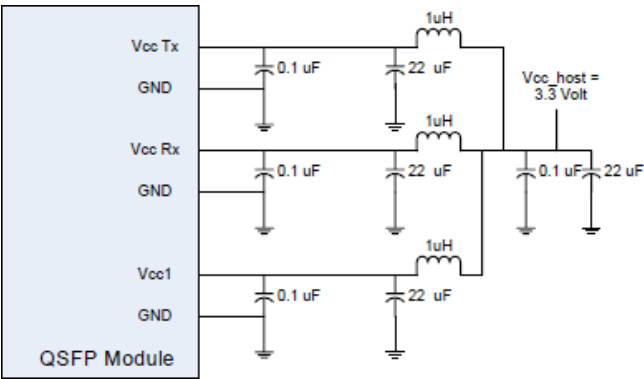 1uH
Vcc Tx
0.1 uF
22 uF
GND
Vcc_host =
3.3 Volt
1uH
Vcc Rx
0.1 uF
22 uF
0.1 uF
22 uF
GND
1uH
Vcc1
0.1 uF
22 uF
GND
QSFP Module